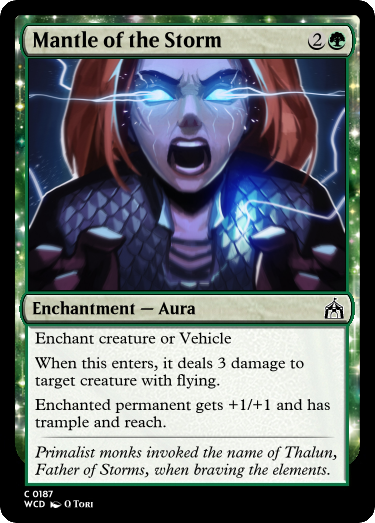 Mantle of the Storm 2
Enchantment — Aura
Enchant creature or Vehicle
When this enters, it deals 3 damage to
target creature with flying.
Enchanted permanent gets +1/+1 and has
trample and reach.
Primalist monks invoked the name of Thalun,
Father of Storms, when braving the elements.
C 0187
WCD O Tori